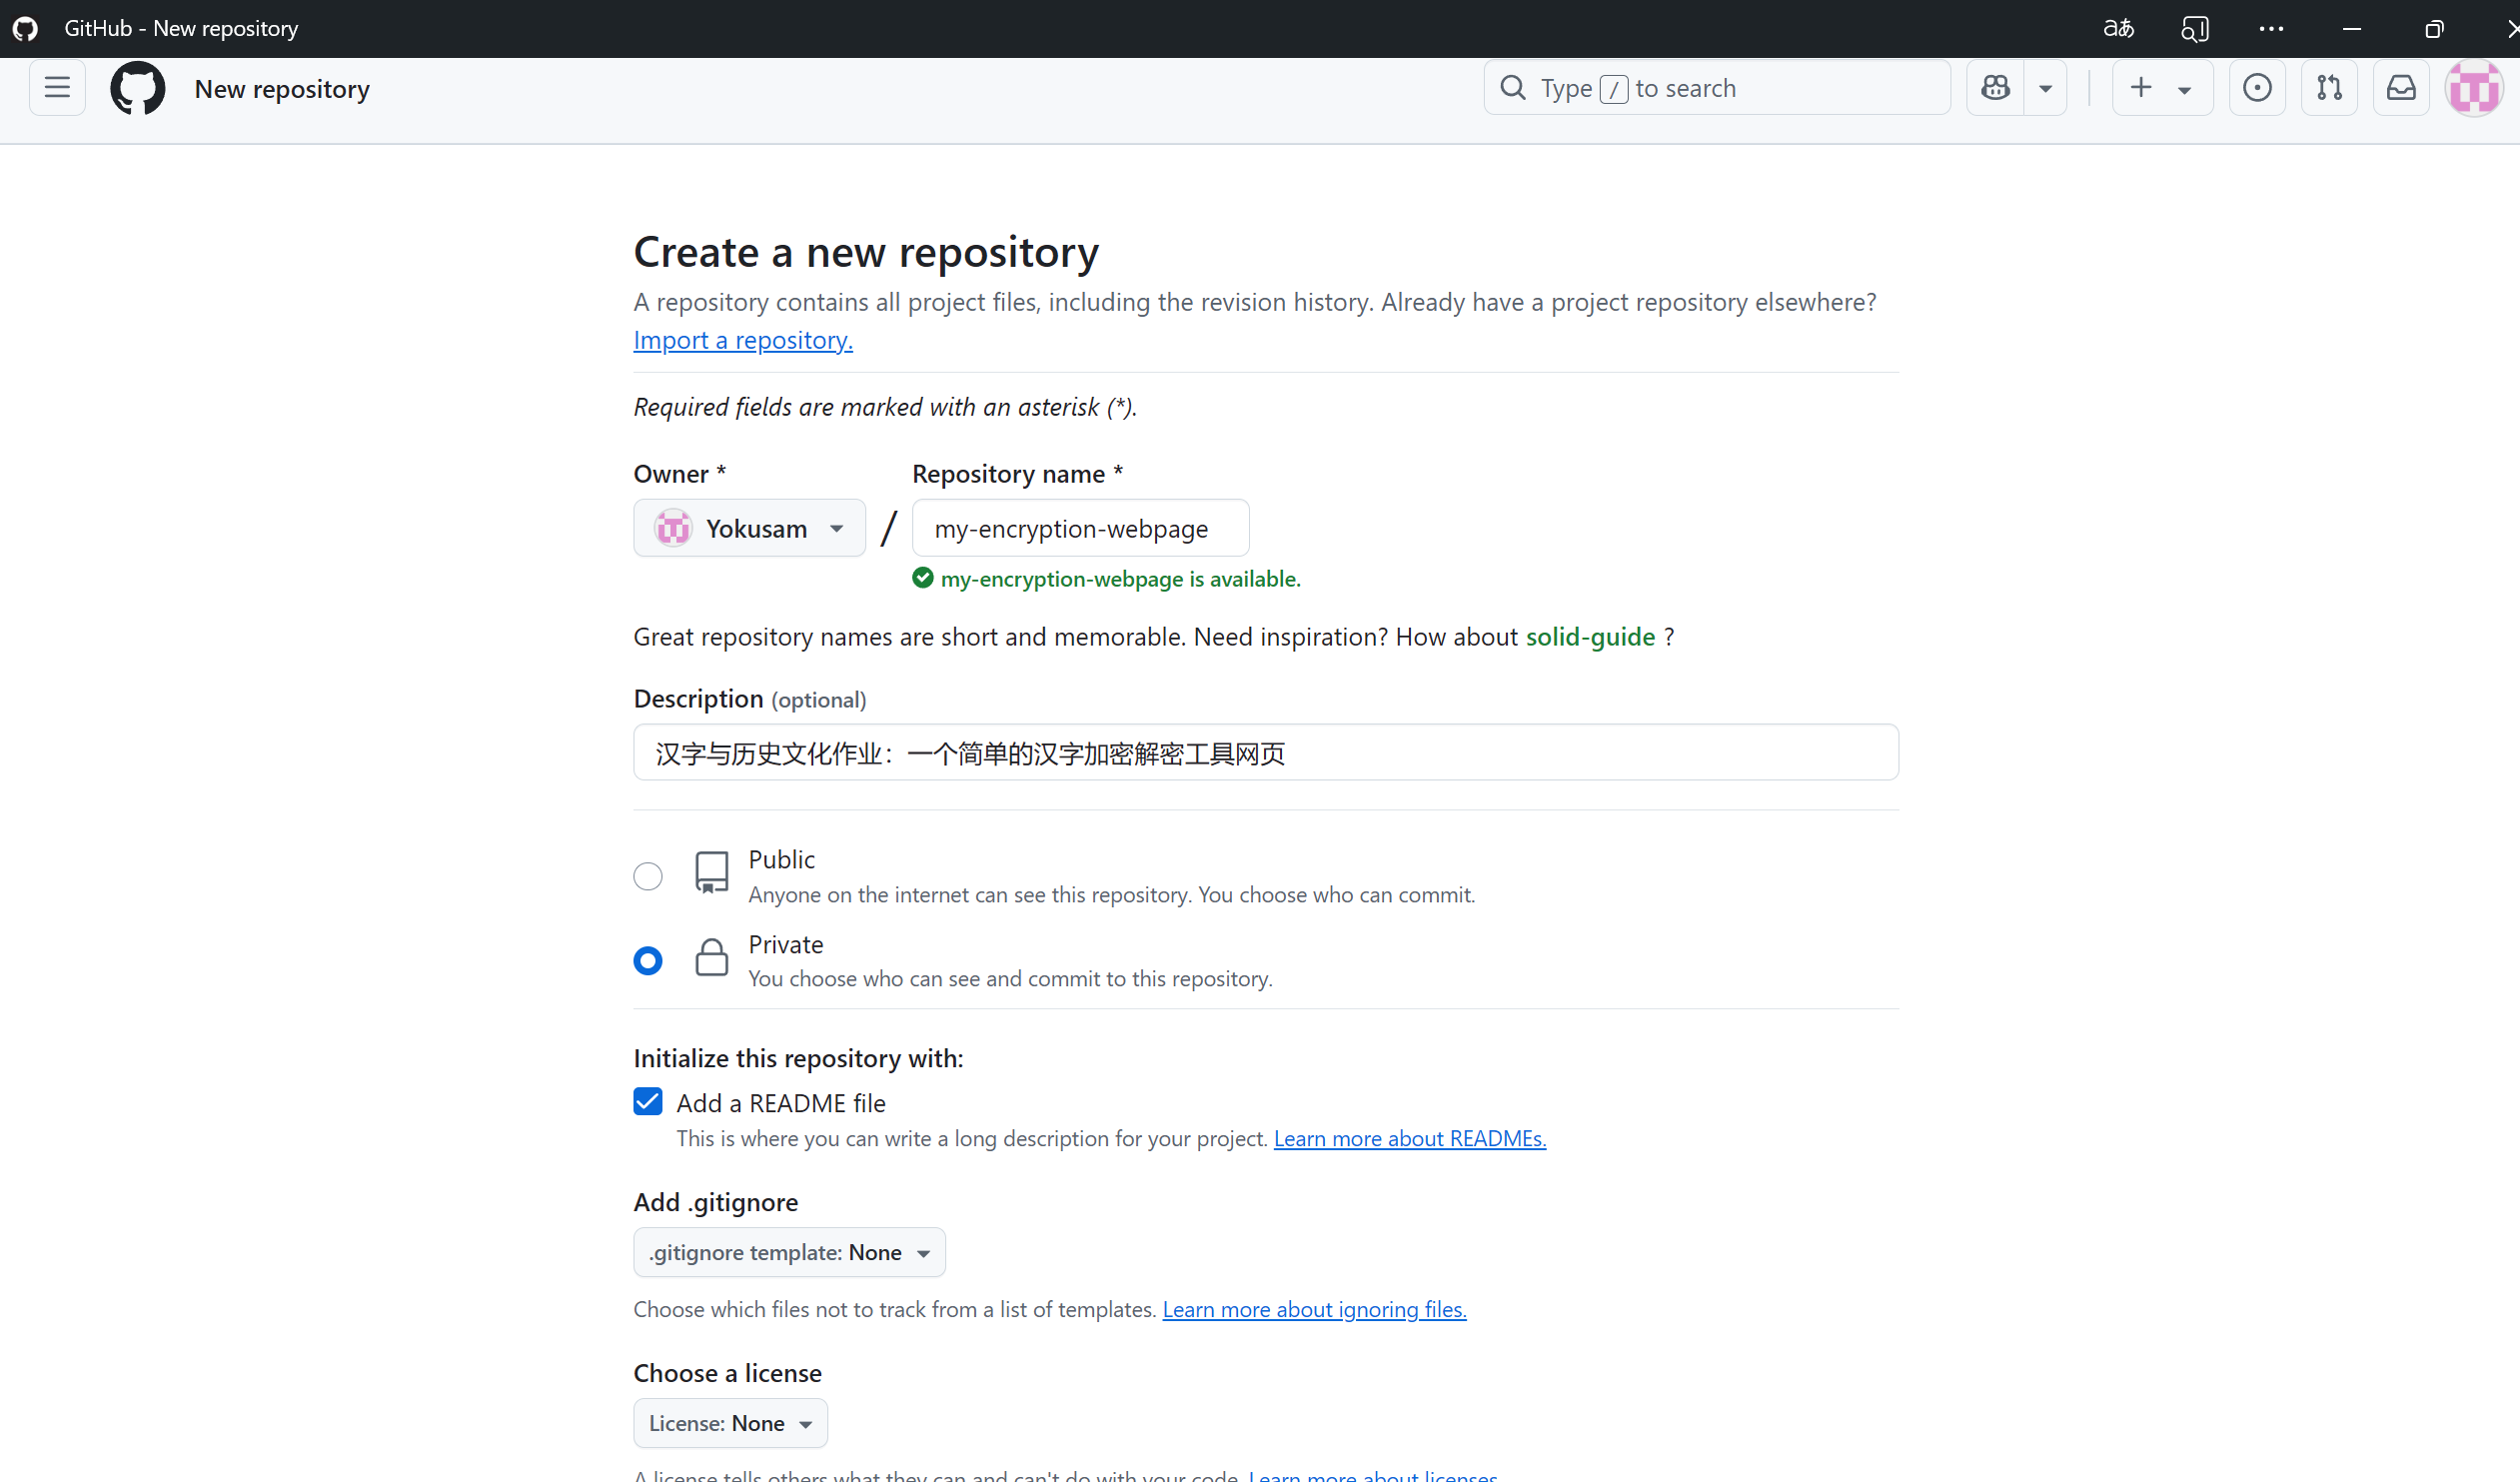 GitHub - New repository
aあ
New repository
Type / to search
Create a new repository
A repository contains all project files, including the revision history. Already have a project repository elsewhere?
Import a repository.
Required fields are marked with an asterisk (*).
Owner * Repository name *
Yokusam / my-encryption-webpage
my-encryption-webpage is available.
Great repository names are short and memorable. Need inspiration? How about solid-guide ?
Description (optional)
汉字与历史文化作业：一个简单的汉字加密解密工具网页
Public
Anyone on the internet can see this repository. You choose who can commit.
Private
You choose who can see and commit to this repository.
Initialize this repository with:
Add a README file
This is where you can write a long description for your project. Learn more about READMEs.
Add .gitignore
.gitignore template: None
Choose which files not to track from a list of templates. Learn more about ignoring files.
Choose a license
License: None
A license tells others what they can and can't do with your code. Learn more about licenses.